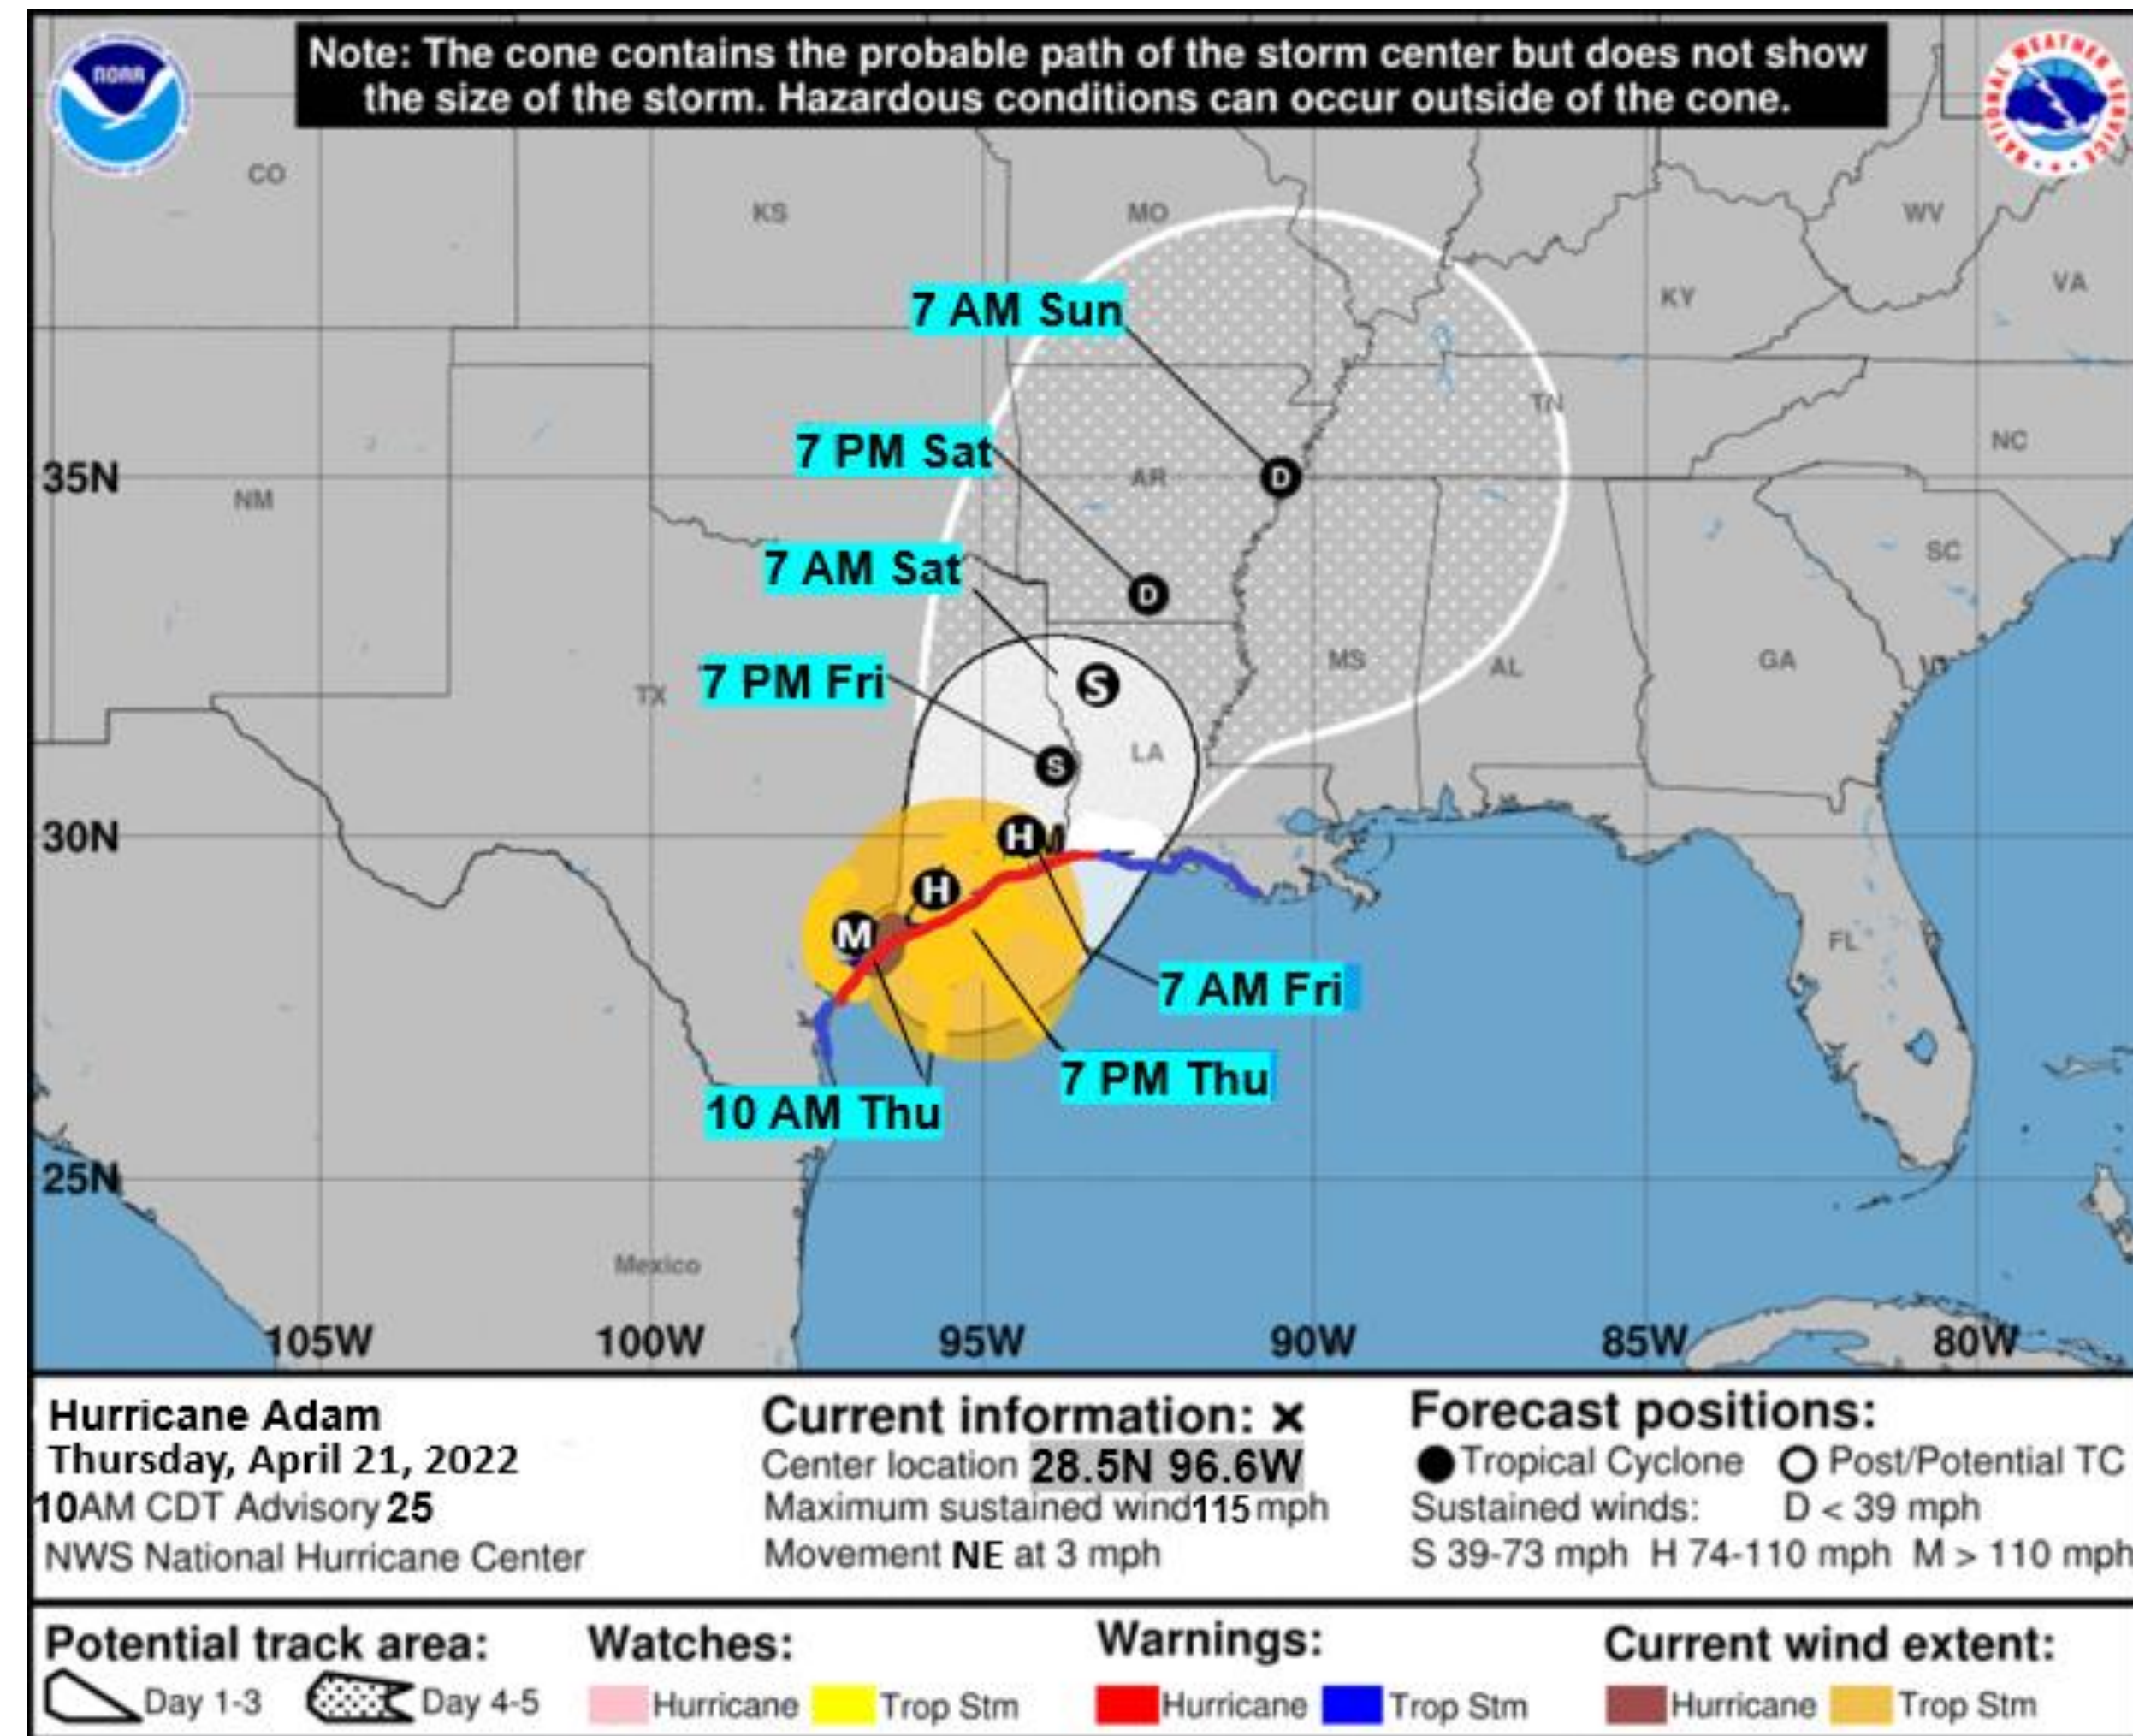 Note: The cone contains the probable path of the storm center but does not show
the size of the storm. Hazardous conditions can occur outside of the cone.
NOAA
NATIONAL WEATHER SERVICE
CO
KS
MO
WV
VA
KY
7 AM Sun
TN
NC
7 PM Sat
35N
NM
AR
D
SC
7 AM Sat
D
7 PM Fri
TX
S
MS
AL
GA
S
LA
30N
H
H
M
FL
7 AM Fri
7 PM Thu
10 AM Thu
25N
Mexico
105W 100W 95W 90W 85W 80W
Hurricane Adam
Thursday, April 21, 2022
10AM CDT Advisory 25
NWS National Hurricane Center
Current information: x
Center location 28.5N 96.6W
Maximum sustained wind115 mph
Movement NE at 3 mph
Forecast positions:
Tropical Cyclone Post/Potential TC
Sustained winds: D < 39 mph
S 39-73 mph H 74-110 mph M > 110 mph
Potential track area:
Day 1-3 Day 4-5
Watches:
Hurricane Trop Stm
Warnings:
Hurricane Trop Stm
Current wind extent:
Hurricane Trop Stm